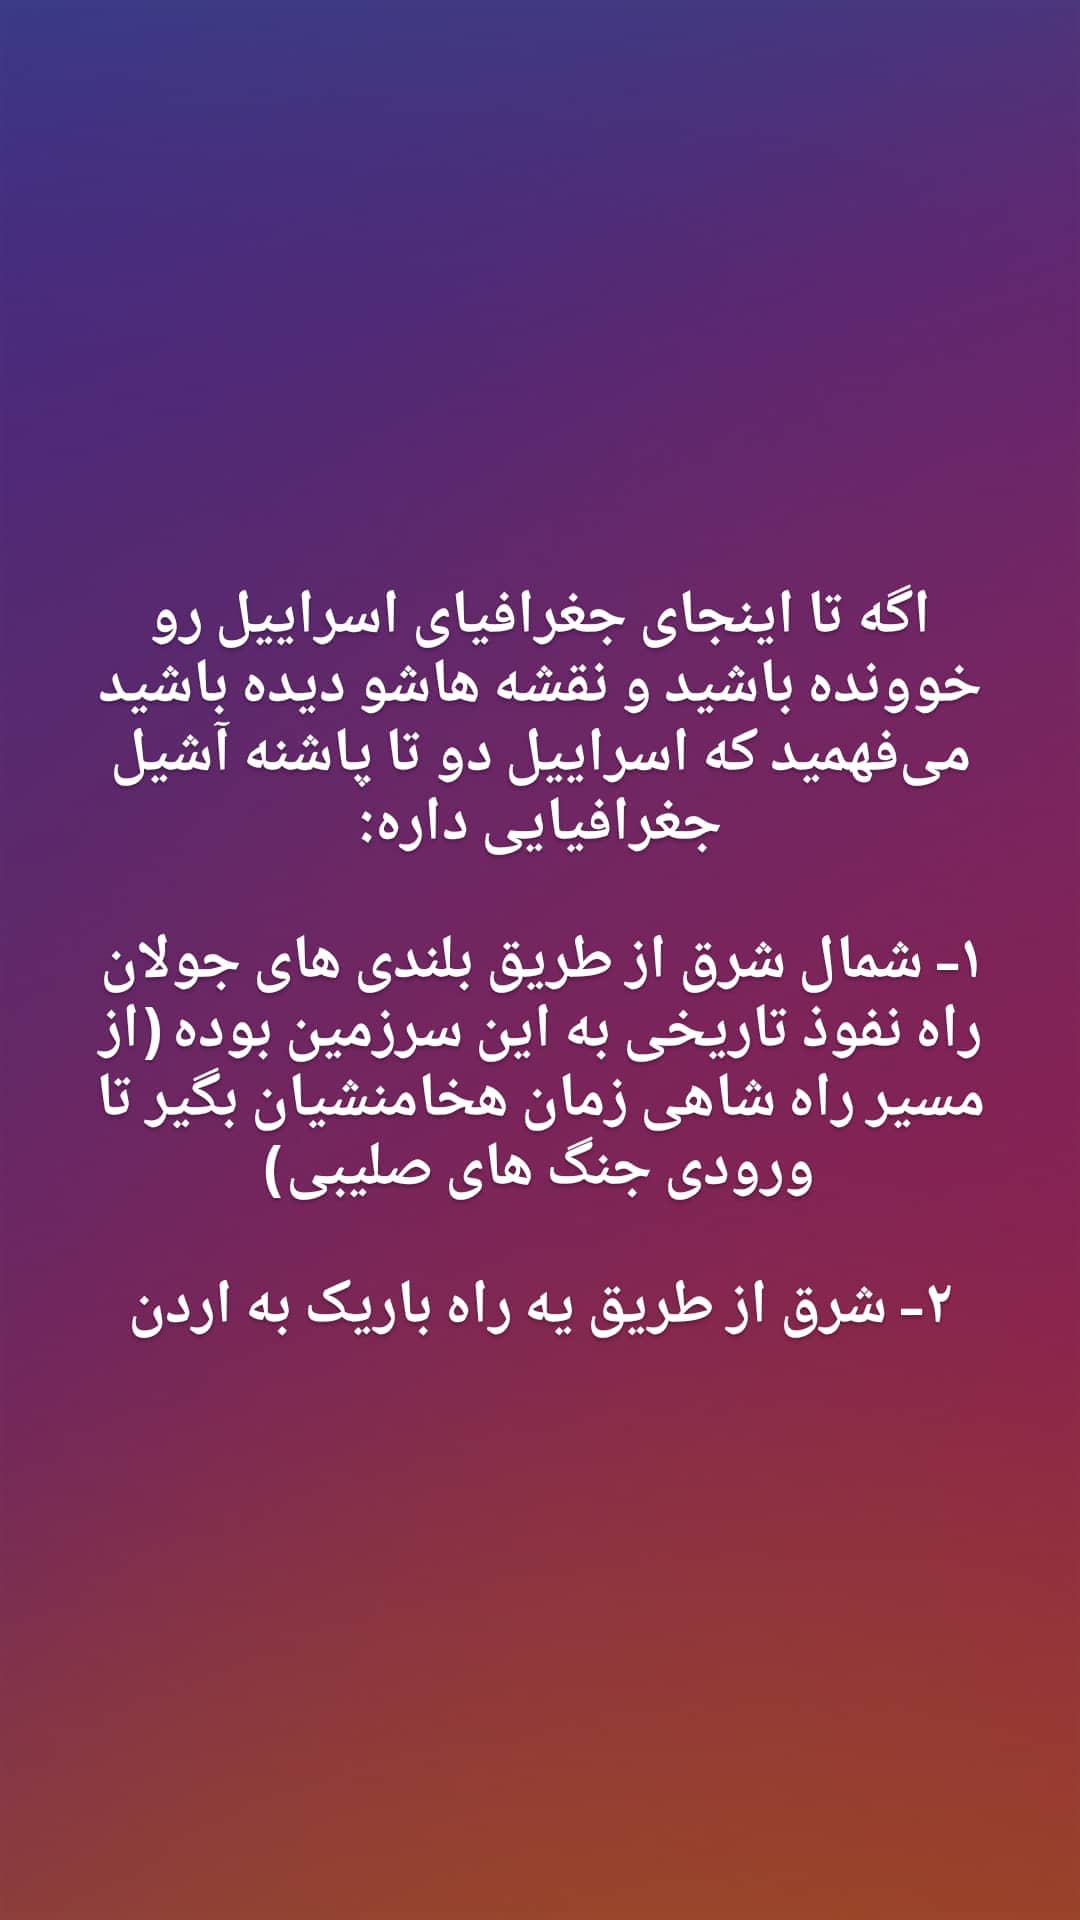 اگه تا اینجای جغرافیای اسراییل رو
خوونده باشید و نقشه هاشو دیده باشید
می‌فهمید که اسراییل دو تا پاشنه آشیل
جغرافیایی داره:
۱- شمال شرق از طریق بلندی های جولان
راه نفوذ تاریخی به این سرزمین بوده (از
مسیر راه شاهی زمان هخامنشیان بگیر تا
ورودی جنگ های صلیبی)
۲- شرق از طریق یه راه باریک به اردن